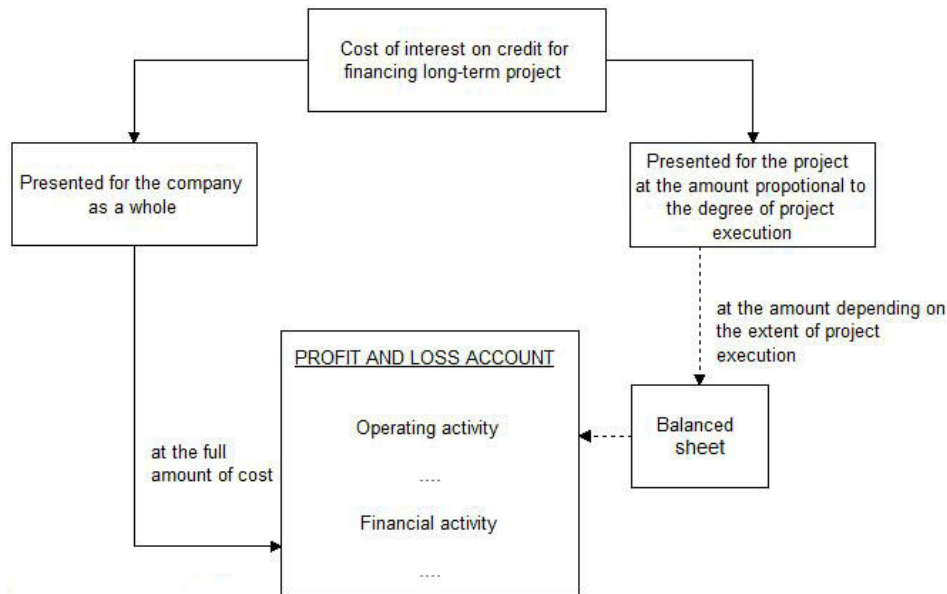 Cost of interest on credit for
financing long-term project
Presented for the company
as a whole
Presented for the project
at the amount propotional to
the degree of project
execution
at the amount depending on
the extent of project
execution
PROFIT AND LOSS ACCOUNT
Operating activity
....
Financial activity
....
Balanced
sheet
at the full
amount of cost